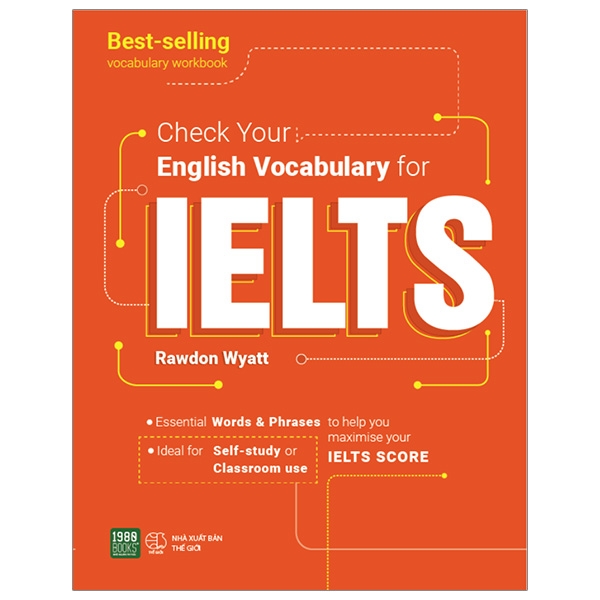 Best-selling
vocabulary workbook
Check Your
English Vocabulary for
IELTS
Rawdon Wyatt
• Essential Words & Phrases to help you
maximise your
IELTS SCORE
• Ideal for Self-study or
Classroom use
1980
BOOKS
NHÀ XUẤT BẢN
THẾ GIỚI